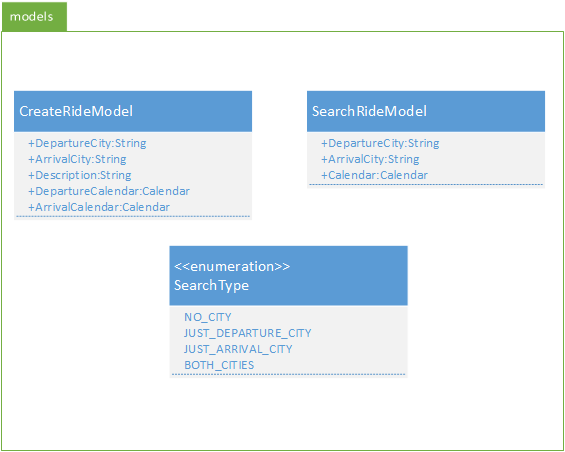 models
CreateRideModel
+DepartureCity:String
+ArrivalCity:String
+Description:String
+DepartureCalendar:Calendar
+ArrivalCalendar:Calendar
SearchRideModel
+DepartureCity:String
+ArrivalCity:String
+Calendar:Calendar
<<enumeration>>
SearchType
NO_CITY
JUST_DEPARTURE_CITY
JUST_ARRIVAL_CITY
BOTH_CITIES